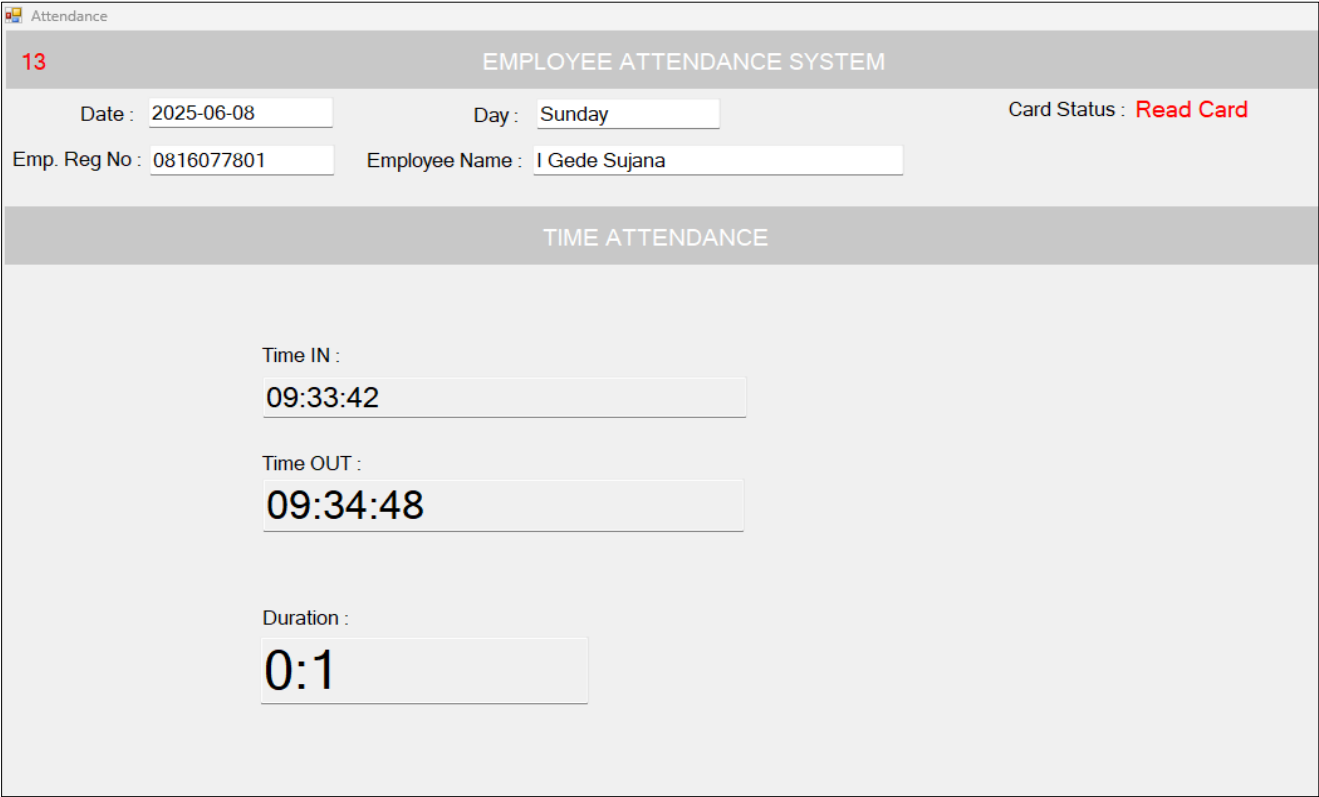 Attendance
13 EMPLOYEE ATTENDANCE SYSTEM
Date : 2025-06-08 Day : Sunday Card Status : Read Card
Emp. Reg No : 0816077801 Employee Name : I Gede Sujana
TIME ATTENDANCE
Time IN :
09:33:42
Time OUT :
09:34:48
Duration :
0:1